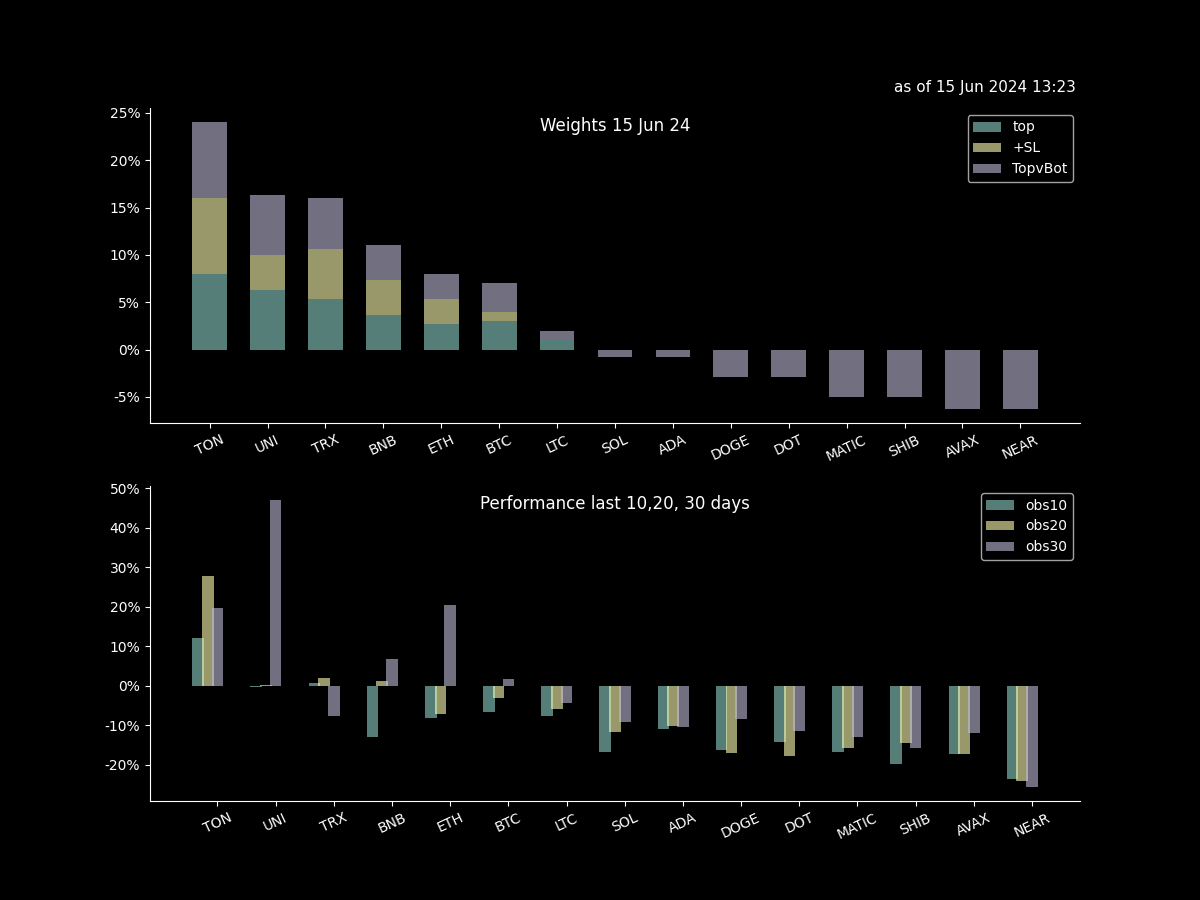 as of 15 Jun 2024 13:23
Weights 15 Jun 24
top
+SL
TopvBot
25%
20%
15%
10%
5%
0%
-5%
TON UNI TRX BNB ETH BTC LTC SOL ADA DOGE DOT MATIC SHIB AVAX NEAR
Performance last 10,20, 30 days
obs10
obs20
obs30
50%
40%
30%
20%
10%
0%
-10%
-20%
TON UNI TRX BNB ETH BTC LTC SOL ADA DOGE DOT MATIC SHIB AVAX NEAR